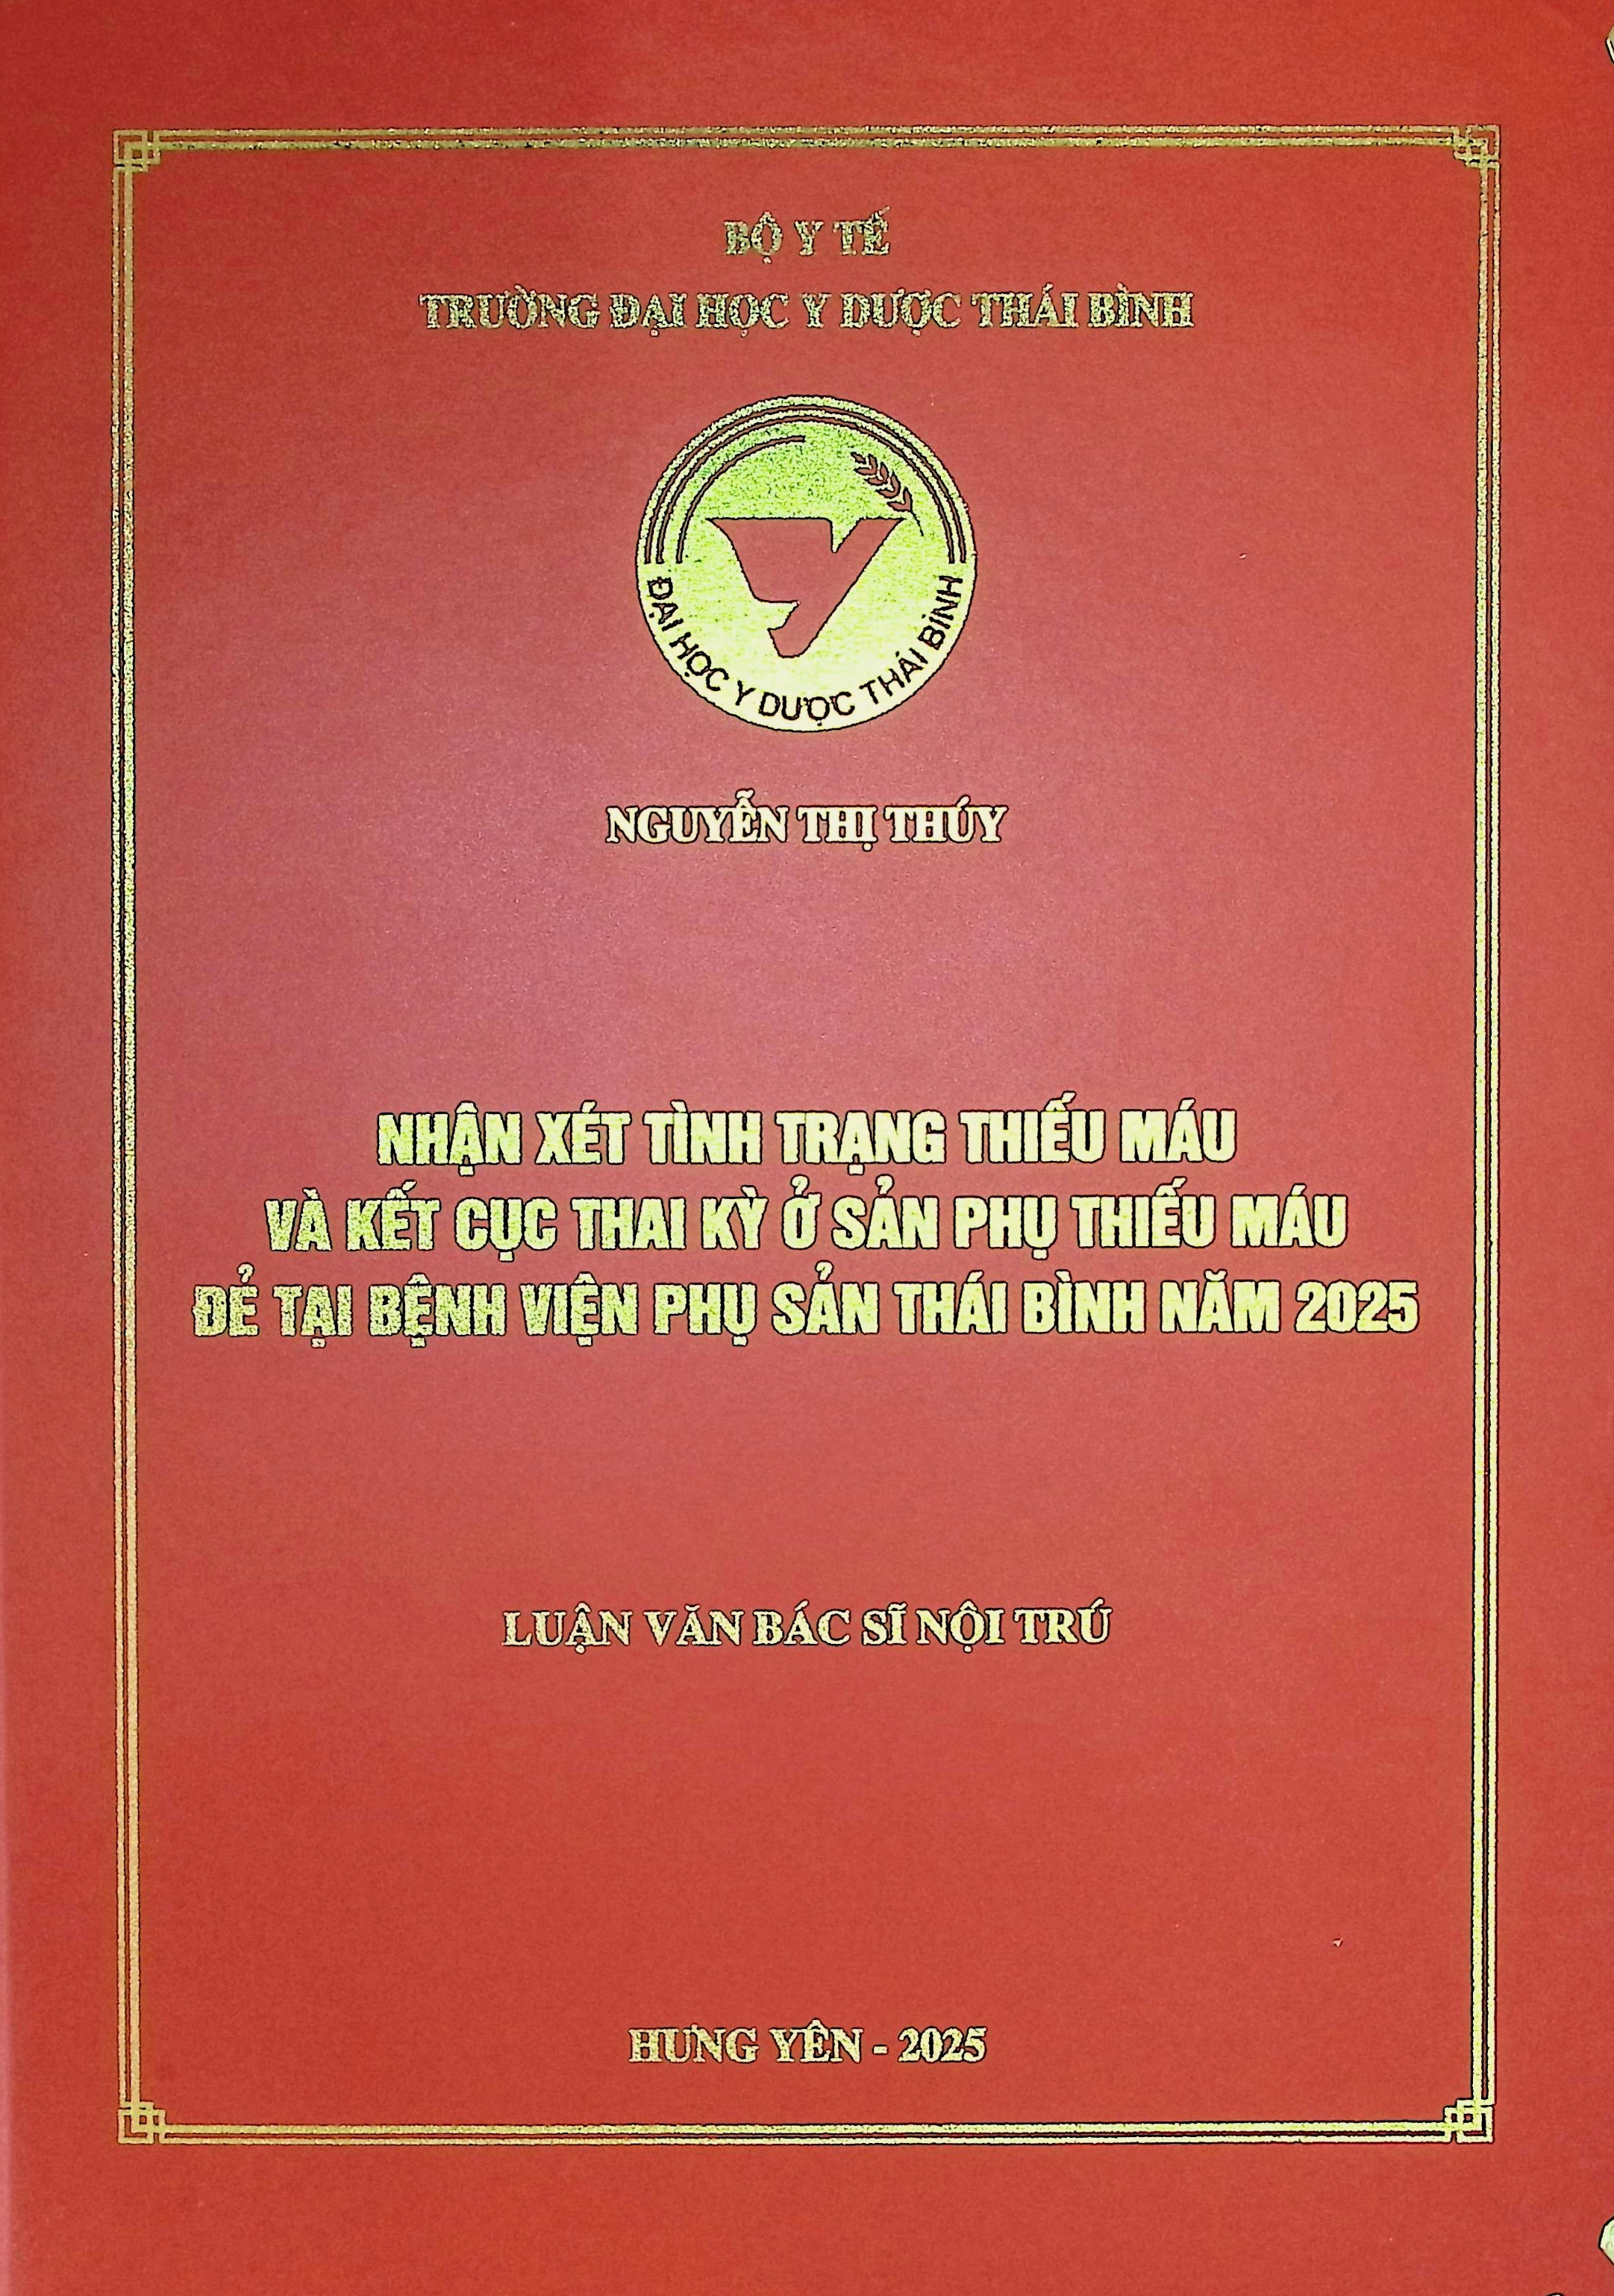 BỘ Y TẾ
TRƯỜNG ĐẠI HỌC Y DƯỢC THÁI BÌNH
ĐẠI HỌC Y DƯỢC THÁI BÌNH
NGUYỄN THỊ THÚY
NHẬN XÉT TÌNH TRẠNG THIẾU MÁU
VÀ KẾT CỤC THAI KỲ Ở SẢN PHỤ THIẾU MÁU
ĐẺ TẠI BỆNH VIỆN PHỤ SẢN THÁI BÌNH NĂM 2025
LUẬN VĂN BÁC SĨ NỘI TRÚ
HƯNG YÊN - 2025